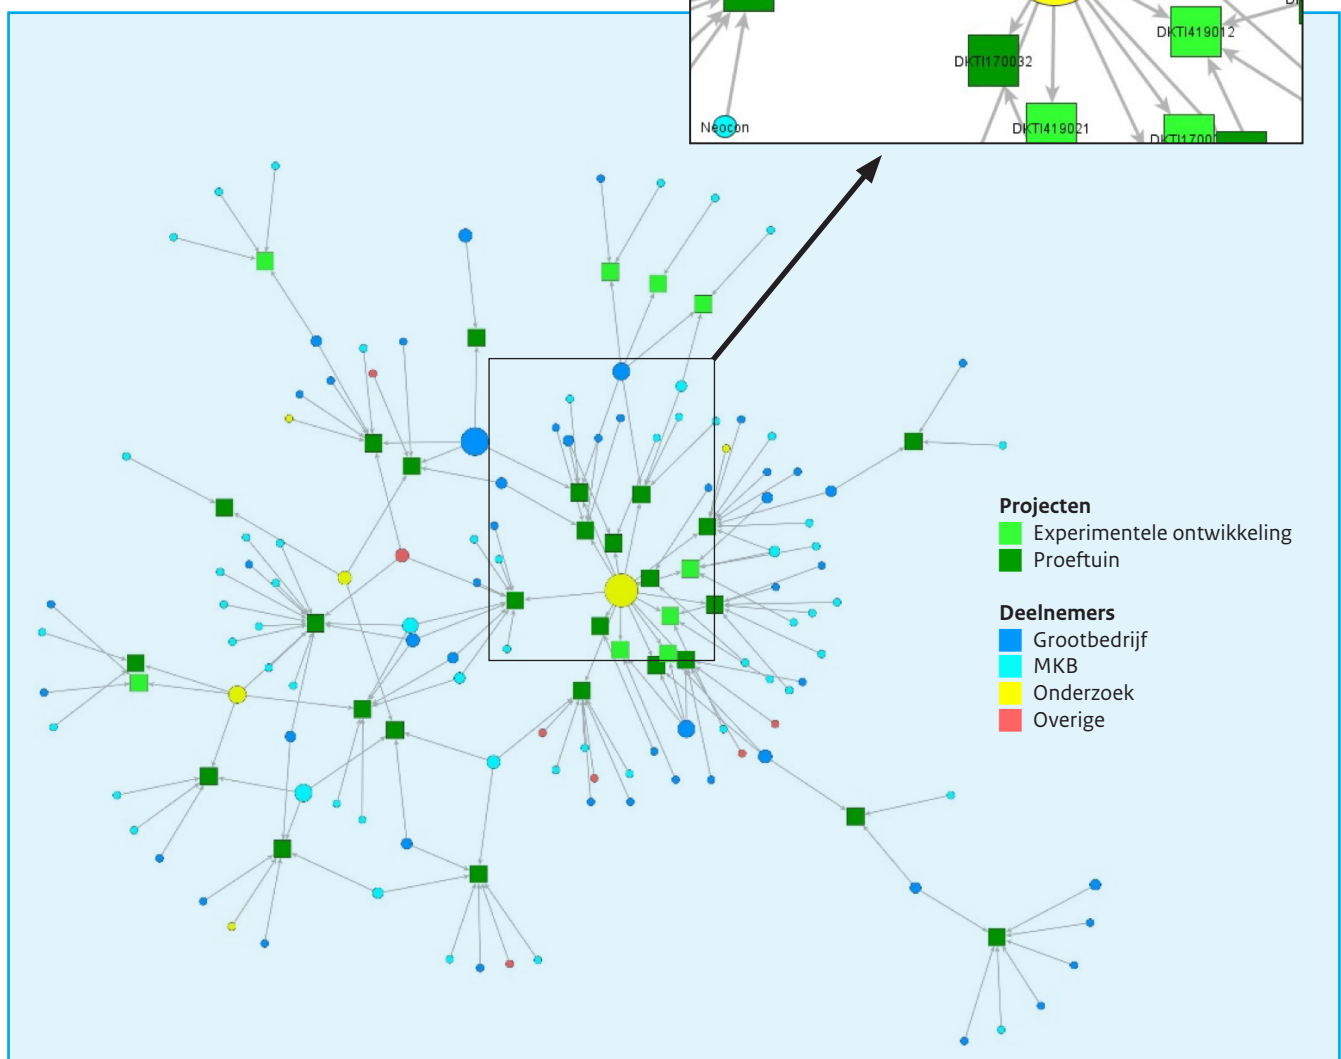 DKTI419012
DKTI170032
Neocon
DKTI419021
Projecten
Experimentele ontwikkeling
Proeftuin
Deelnemers
Grootbedrijf
MKB
Onderzoek
Overige